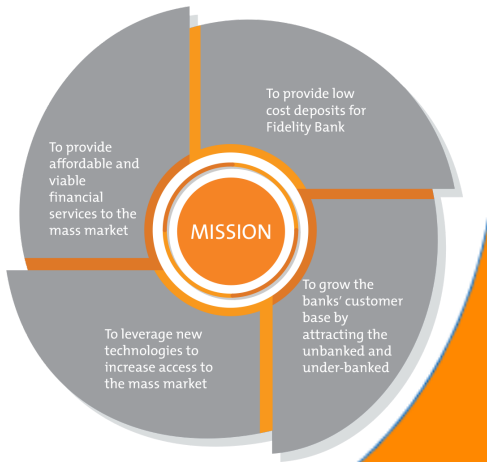 To provide low
cost deposits for
Fidelity Bank
To provide
affordable and
viable
financial
services to the
mass market
MISSION
To grow the
banks' customer
base by
attracting the
unbanked and
under-banked
To leverage new
technologies to
increase access to
the mass market